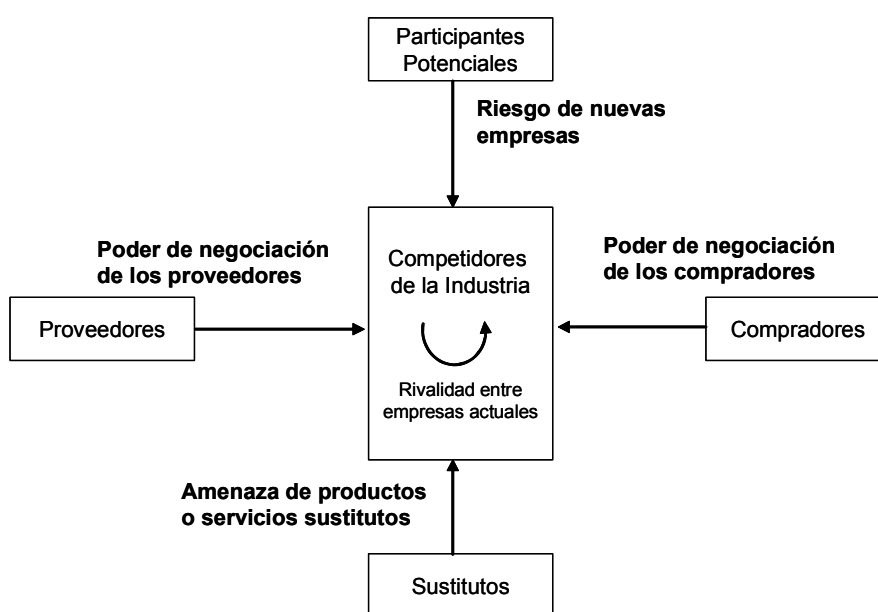 Participantes
Potenciales
Riesgo de nuevas
empresas
Poder de negociación
de los proveedores
Competidores
de la Industria
Poder de negociación
de los compradores
Proveedores
Compradores
Rivalidad entre
empresas actuales
Amenaza de productos
o servicios sustitutos
Sustitutos